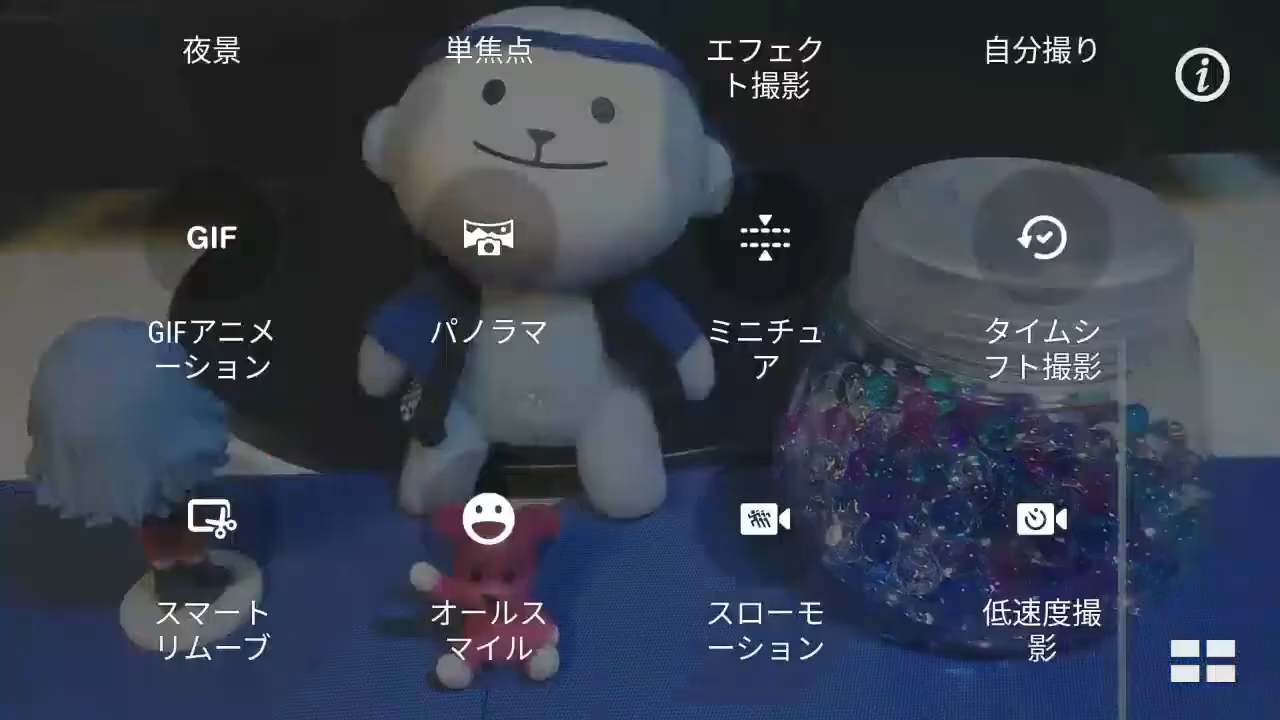 夜景
単焦点
エフェク
ト撮影
自分撮り
GIF
GIFアニメ
ーション
パノラマ
ミニチュ
ア
タイムシ
フト撮影
スマート
リムーブ
オールス
マイル
スローモ
ーション
低速度撮
影